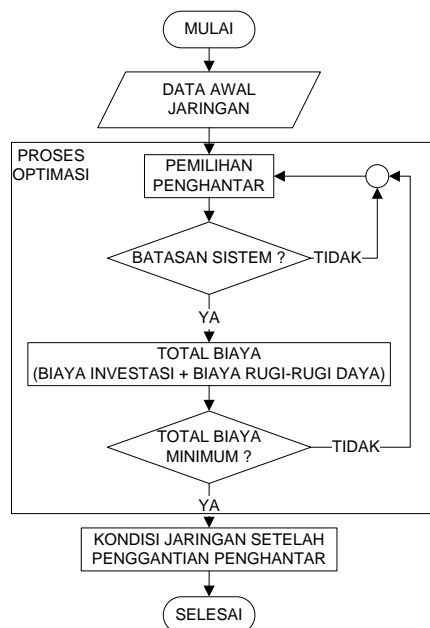 MULAI
DATA AWAL
JARINGAN
PROSES
OPTIMASI
PEMILIHAN
PENGHANTAR
BATASAN SISTEM ?
TIDAK
YA
TOTAL BIAYA
(BIAYA INVESTASI + BIAYA RUGI-RUGI DAYA)
TOTAL BIAYA
MINIMUM ?
TIDAK
YA
KONDISI JARINGAN SETELAH
PENGGANTIAN PENGHANTAR
SELESAI